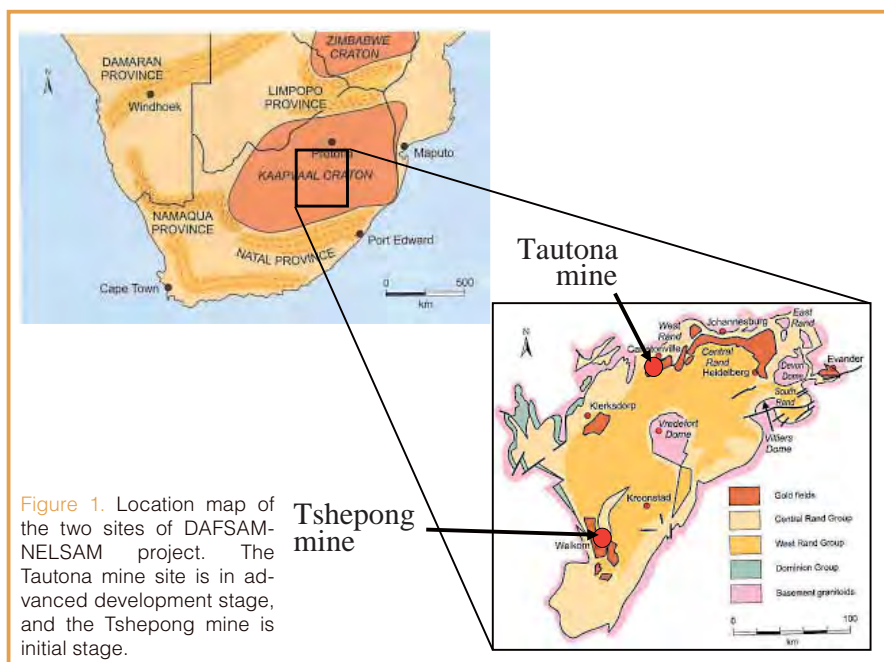 ZIMBABWE
CRATON
DAMARAN
PROVINCE
N
Windhoek
LIMPOPO
PROVINCE
Pretoria
Maputo
KAAPVAAL CRATON
NAMAQUA
PROVINCE
NATAL PROVINCE
Port Edward
Cape Town
0 500
km
Tautona
mine
N
West
Rand
Johannesburg
East
Rand
Carletonville
Central
Rand
Heidelberg
Devon
Dome
Evander
South
Rand
Klerksdorp
Vredefort
Dome
Villiers
Dome
Kroonstad
Welkom
Gold fields
Central Rand Group
West Rand Group
Dominion Group
Basement granitoids
0 100
km
Tshepong
mine
Figure 1. Location map of
the two sites of DAFSAM-
NELSAM project. The
Tautona mine site is in ad-
vanced development stage,
and the Tshepong mine is
initial stage.